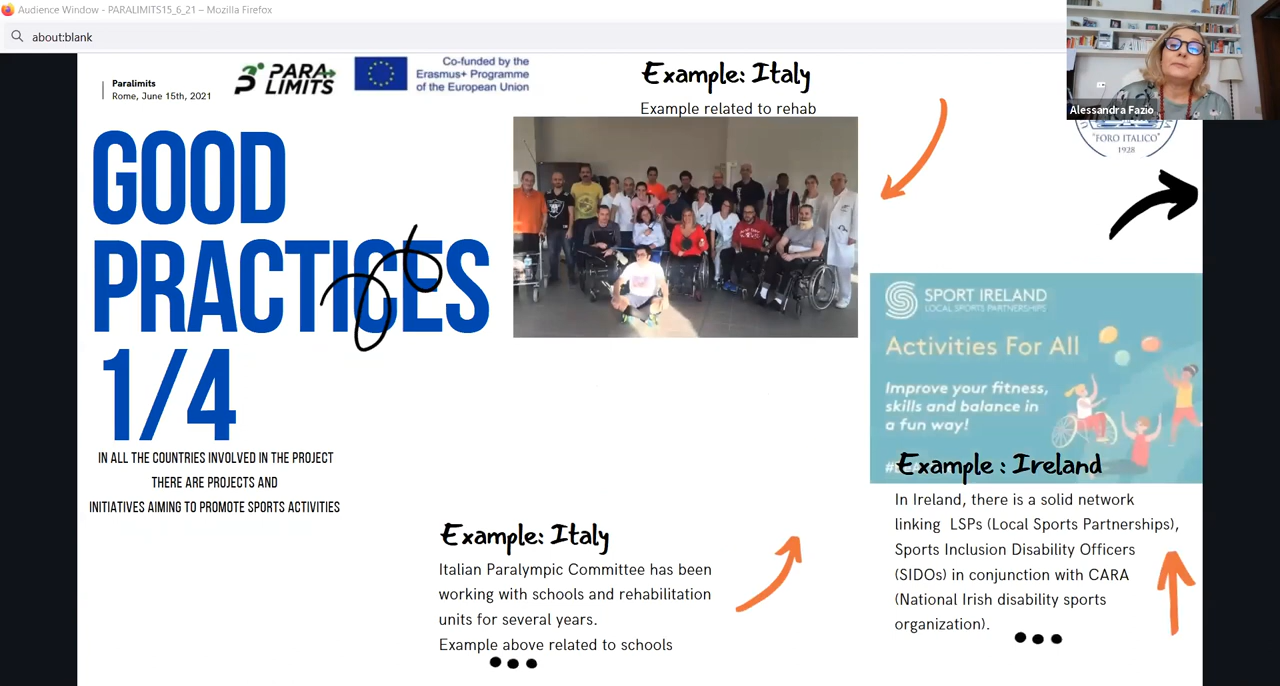 Audience Window - PARALIMITS15_6_21 – Mozilla Firefox
about:blank
Paralimits
Rome, June 15th, 2021
PARA
LIMITS
Co-funded by the
Erasmus+ Programme
of the European Union
Example: Italy
Example related to rehab
Alessandra Fazio
"FORO ITALICO"
1928
GOOD
PRACTICES
1/4
IN ALL THE COUNTRIES INVOLVED IN THE PROJECT
THERE ARE PROJECTS AND
INITIATIVES AIMING TO PROMOTE SPORTS ACTIVITIES
SPORT IRELAND
LOCAL SPORTS PARTNERSHIPS
Activities For All
Improve your fitness,
skills and balance in
a fun way!
Example : Ireland
In Ireland, there is a solid network
linking LSPs (Local Sports Partnerships),
Sports Inclusion Disability Officers
(SIDOs) in conjunction with CARA
(National Irish disability sports
organization).
Example: Italy
Italian Paralympic Committee has been
working with schools and rehabilitation
units for several years.
Example above related to schools